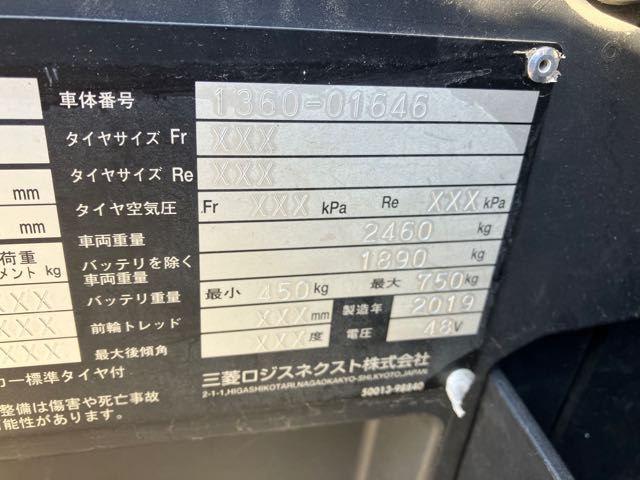 車体番号 1360-01646
タイヤサイズ Fr XXX
タイヤサイズ Re XXX
mm タイヤ空気圧 Fr XXX kPa Re XXX kPa
mm 車両重量 2460 kg
荷重 バッテリを除く 1890 kg
メント kg 車両重量
XXX バッテリ重量 最小 450kg 最大 750kg
XXX 前輪トレッド XXX mm 製造年 2019
XXX 最大後傾角 XXX 度 電圧 48V
カー標準タイヤ付 三菱ロジスネクスト株式会社
2-1-1, HIGASHIKOTARI, NAGAOKAKYO-SHI, KYOTO, JAPAN.
整備は傷害や死亡事故 50013-98840
可能性があります。